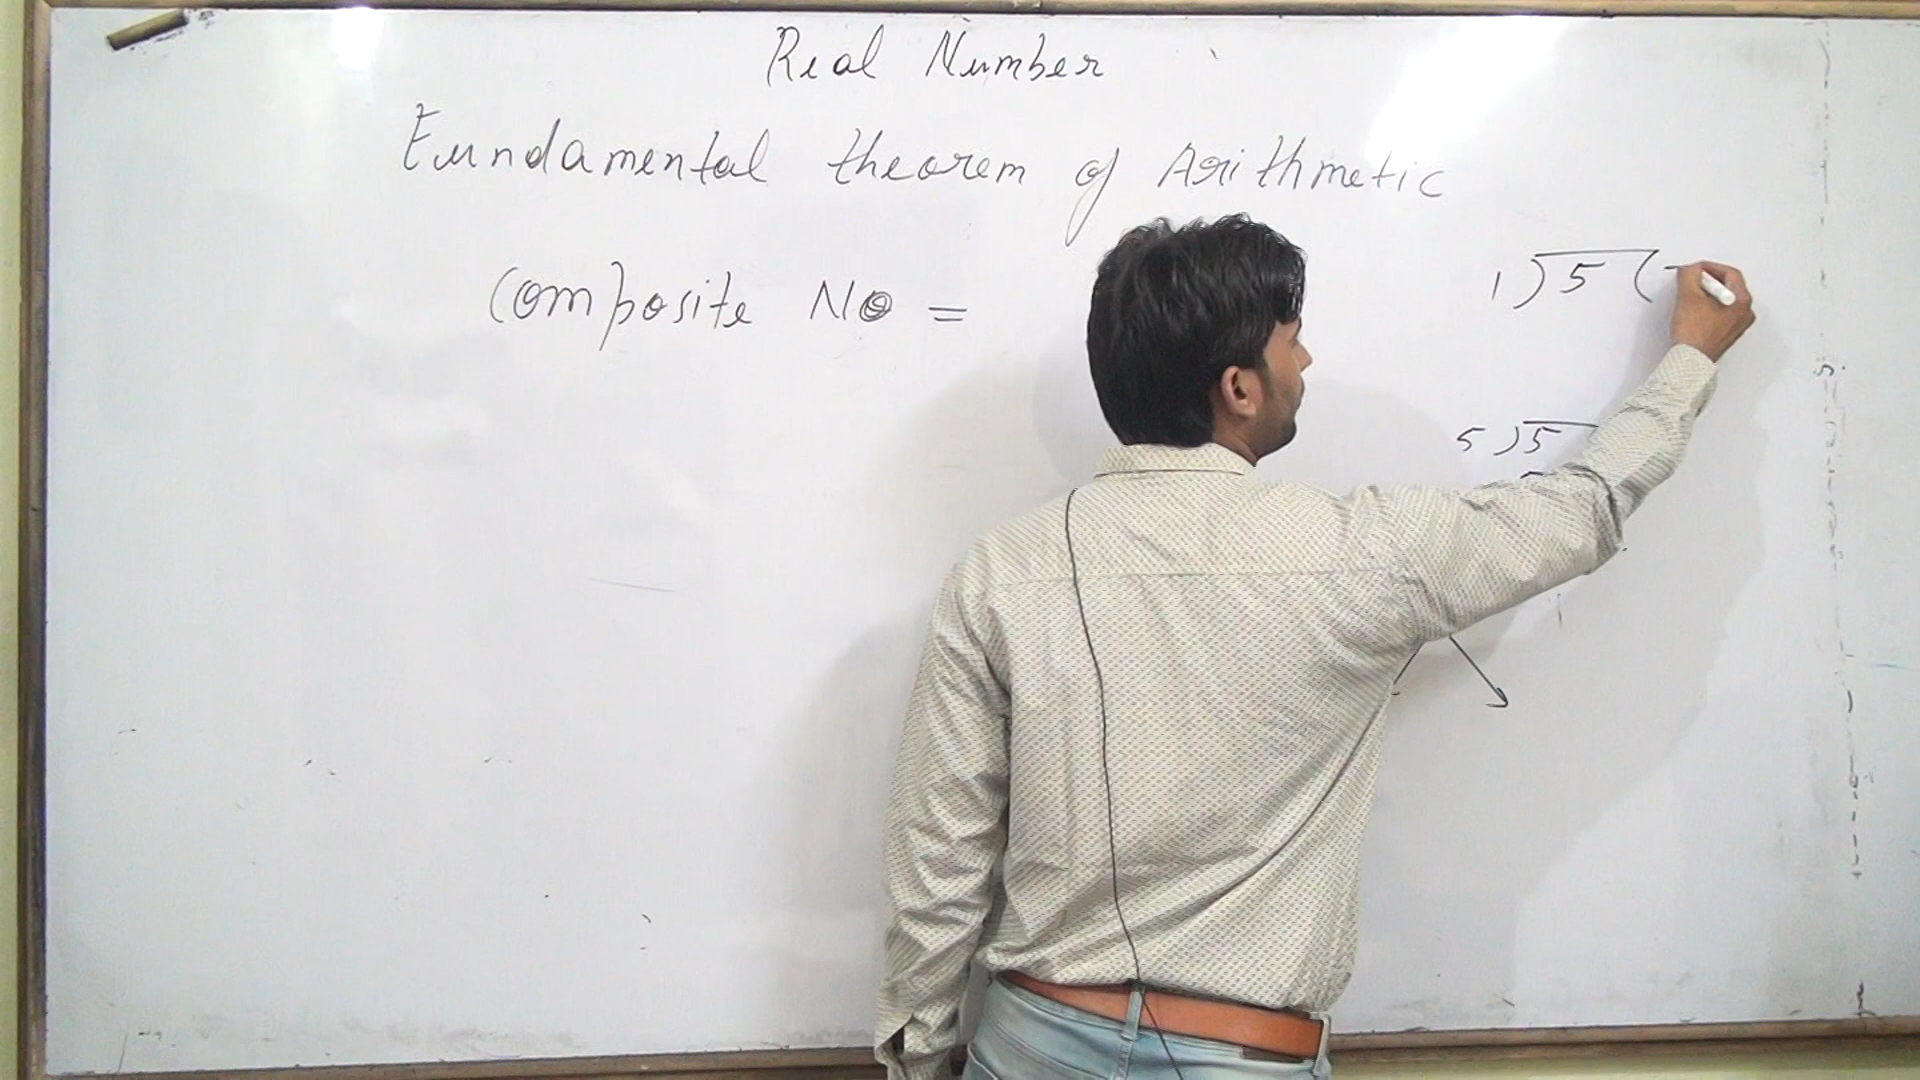 Real Number
Fundamental theorem of Arithmetic
Composite No =
1 ) 5 (
5 ) 5